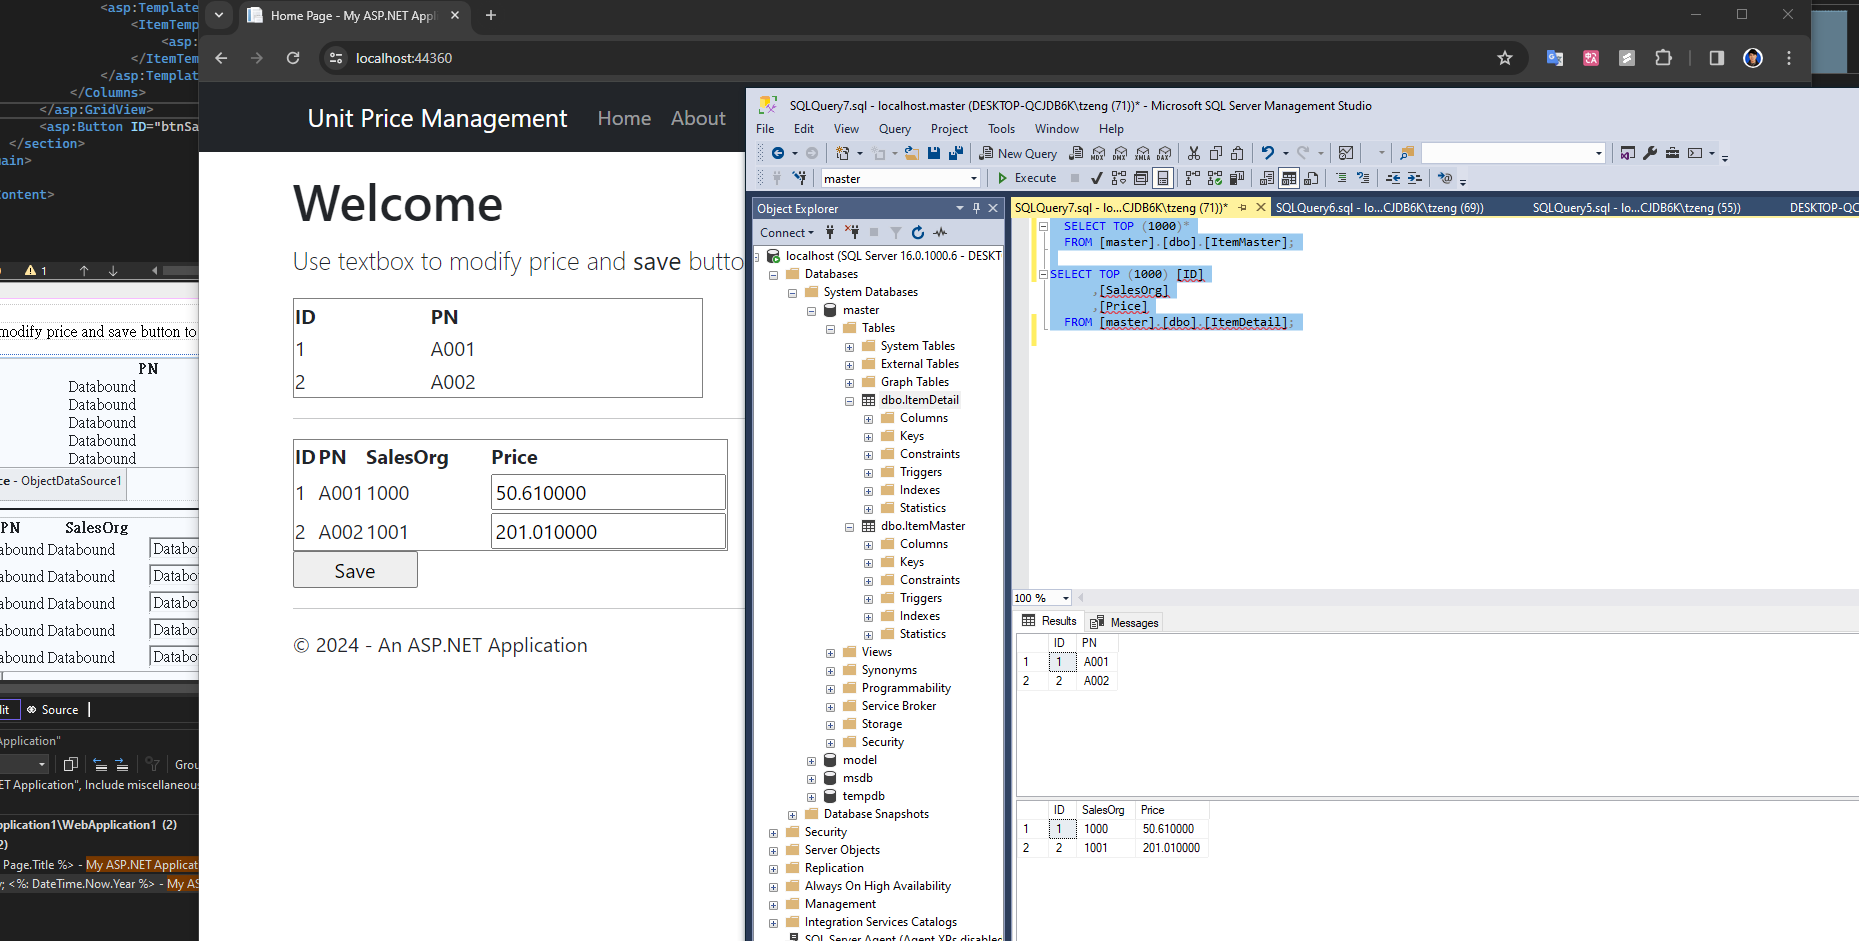 <asp:Template
<ItemTemp
<asp:
</ItemTem
</asp:Templat
</Columns>
</asp:GridView>
<asp:Button ID="btnSa
</section>
ain>
ontent>
1
modify price and save button to
PN
Databound
Databound
Databound
Databound
Databound
ce - ObjectDataSource1
PN SalesOrg
abound Databound Databo
abound Databound Databo
abound Databound Databo
abound Databound Databo
abound Databound Databo
lit Source
Application"
Grou
ET Application", Include miscellaneous
pplication1\WebApplication1 (2)
2)
Page.Title %> - My ASP.NET Applicat
y; <%: DateTime.Now.Year %> - My AS
Home Page - My ASP.NET Appl
localhost:44360
Unit Price Management Home About
Welcome
Use textbox to modify price and save butto
ID PN
1 A001
2 A002
ID PN SalesOrg Price
1 A001 1000 50.610000
2 A002 1001 201.010000
Save
© 2024 - An ASP.NET Application
SQLQuery7.sql - localhost.master (DESKTOP-QCJDB6K\tzeng (71))* - Microsoft SQL Server Management Studio
File Edit View Query Project Tools Window Help
New Query MDX DMX XMLA DAX
master Execute
Object Explorer
Connect
localhost (SQL Server 16.0.1000.6 - DESKT
Databases
System Databases
master
Tables
System Tables
External Tables
Graph Tables
dbo.ItemDetail
Columns
Keys
Constraints
Triggers
Indexes
Statistics
dbo.ItemMaster
Columns
Keys
Constraints
Triggers
Indexes
Statistics
Views
Synonyms
Programmability
Service Broker
Storage
Security
model
msdb
tempdb
Database Snapshots
Security
Server Objects
Replication
Always On High Availability
Management
Integration Services Catalogs
SQL Server Agent (Agent XPs disabled
SQLQuery7.sql - lo...CJDB6K\tzeng (71))* SQLQuery6.sql - lo...CJDB6K\tzeng (69)) SQLQuery5.sql - lo...CJDB6K\tzeng (55)) DESKTOP-QC
SELECT TOP (1000)*
FROM [master].[dbo].[ItemMaster];
SELECT TOP (1000) [ID]
,[SalesOrg]
,[Price]
FROM [master].[dbo].[ItemDetail];
100 %
Results Messages
ID PN
1 1 A001
2 2 A002
ID SalesOrg Price
1 1 1000 50.610000
2 2 1001 201.010000